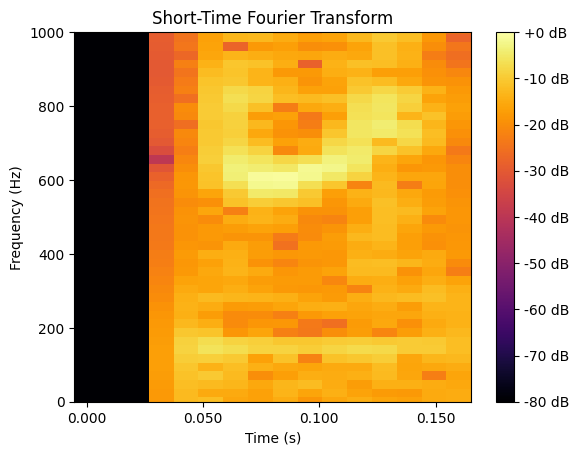 Short-Time Fourier Transform
1000
800
600
400
200
0
Frequency (Hz)
0.000
0.050
0.100
0.150
Time (s)
+0 dB
-10 dB
-20 dB
-30 dB
-40 dB
-50 dB
-60 dB
-70 dB
-80 dB